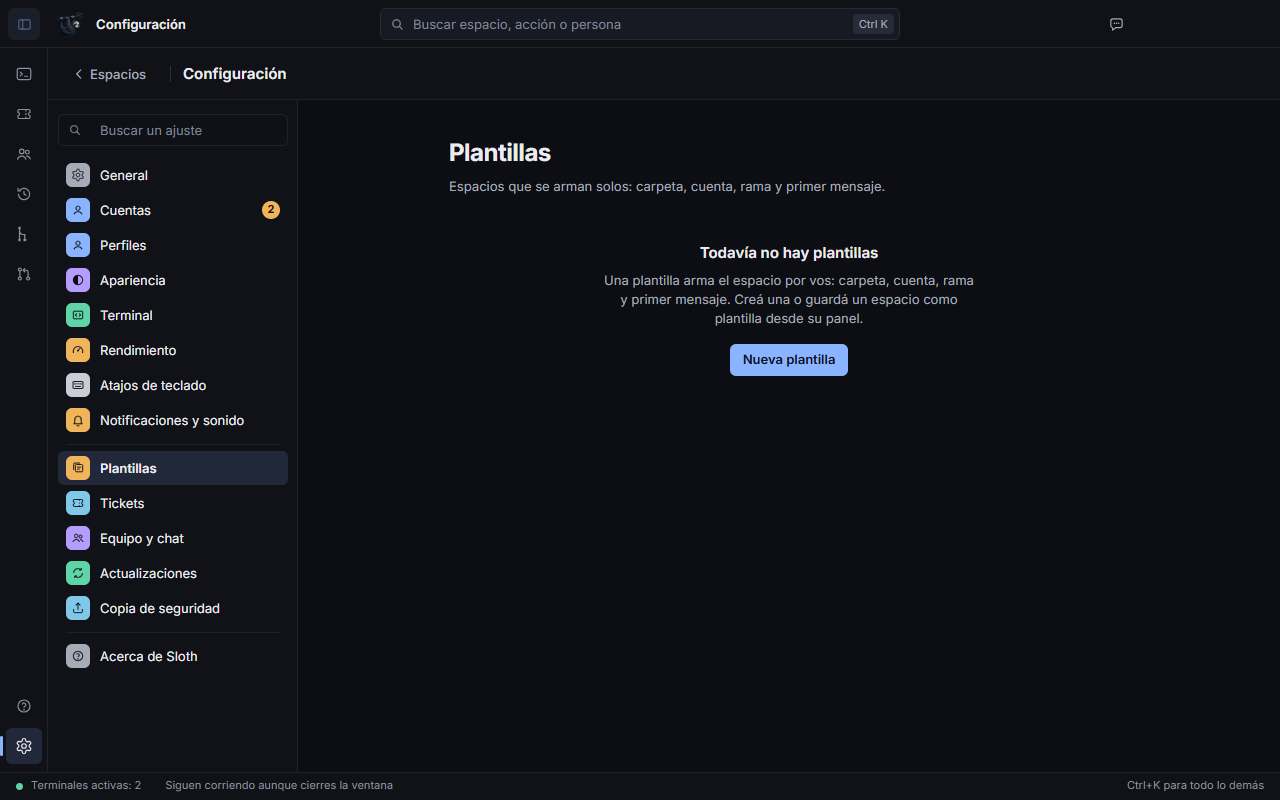 Configuración
Buscar espacio, acción o persona
Ctrl K
Espacios
Configuración
Buscar un ajuste
General
Cuentas
2
Perfiles
Apariencia
Terminal
Rendimiento
Atajos de teclado
Notificaciones y sonido
Plantillas
Tickets
Equipo y chat
Actualizaciones
Copia de seguridad
Acerca de Sloth
Plantillas
Espacios que se arman solos: carpeta, cuenta, rama y primer mensaje.
Todavía no hay plantillas
Una plantilla arma el espacio por vos: carpeta, cuenta, rama
y primer mensaje. Creá una o guardá un espacio como
plantilla desde su panel.
Nueva plantilla
Terminales activas: 2
Siguen corriendo aunque cierres la ventana
Ctrl+K para todo lo demás